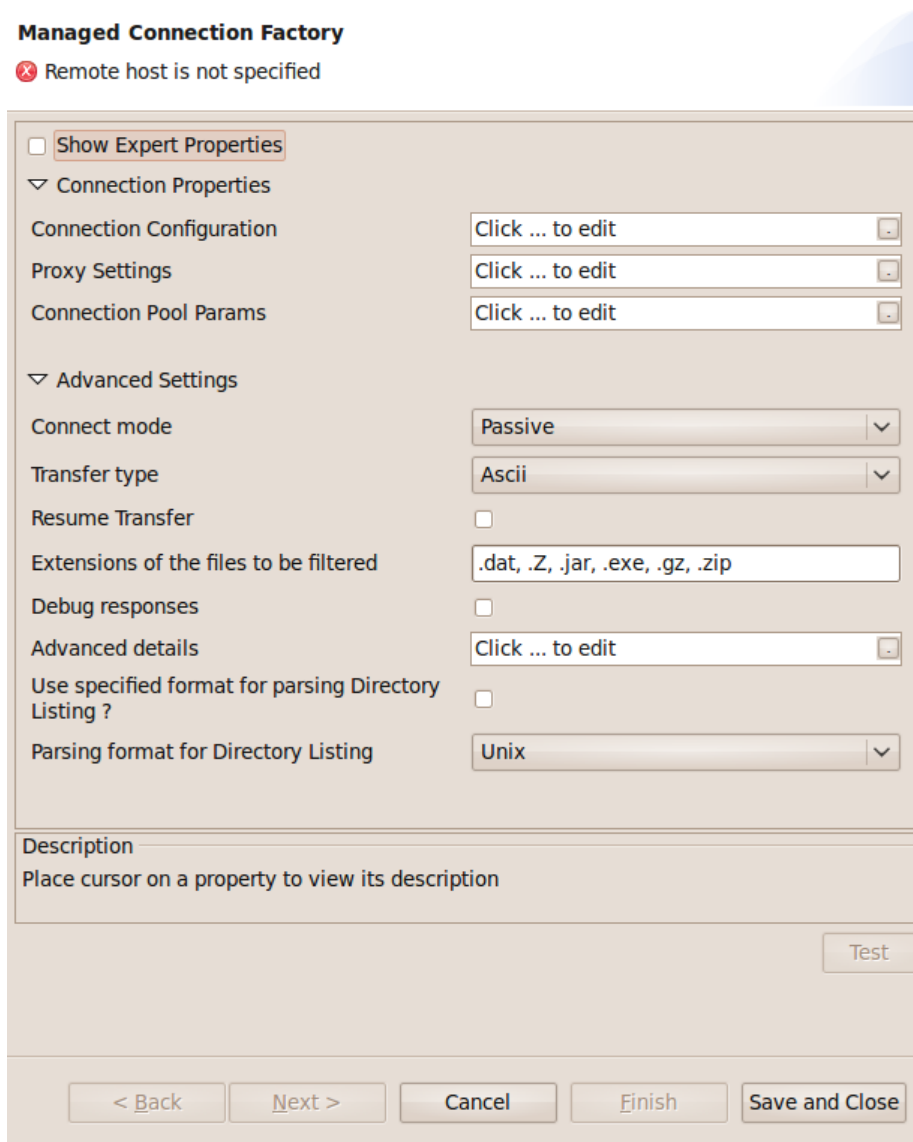 Managed Connection Factory
Remote host is not specified
Show Expert Properties
Connection Properties
Connection Configuration Click ... to edit .
Proxy Settings Click ... to edit .
Connection Pool Params Click ... to edit .
Advanced Settings
Connect mode Passive
Transfer type Ascii
Resume Transfer
Extensions of the files to be filtered .dat, .Z, .jar, .exe, .gz, .zip
Debug responses
Advanced details Click ... to edit .
Use specified format for parsing Directory
Listing ?
Parsing format for Directory Listing Unix
Description
Place cursor on a property to view its description
Test
< Back Next > Cancel Finish Save and Close